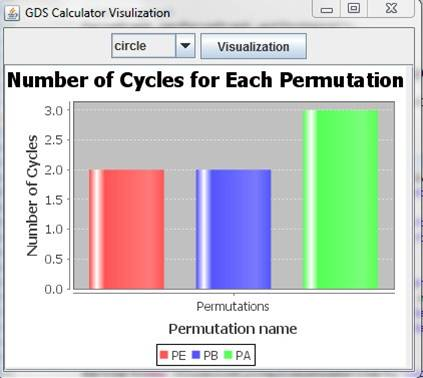 GDS Calculator Visulization
circle Visualization
Number of Cycles for Each Permutation
Number of Cycles
3.0
2.5
2.0
1.5
1.0
0.5
0.0
Permutations
Permutation name
PE PB PA